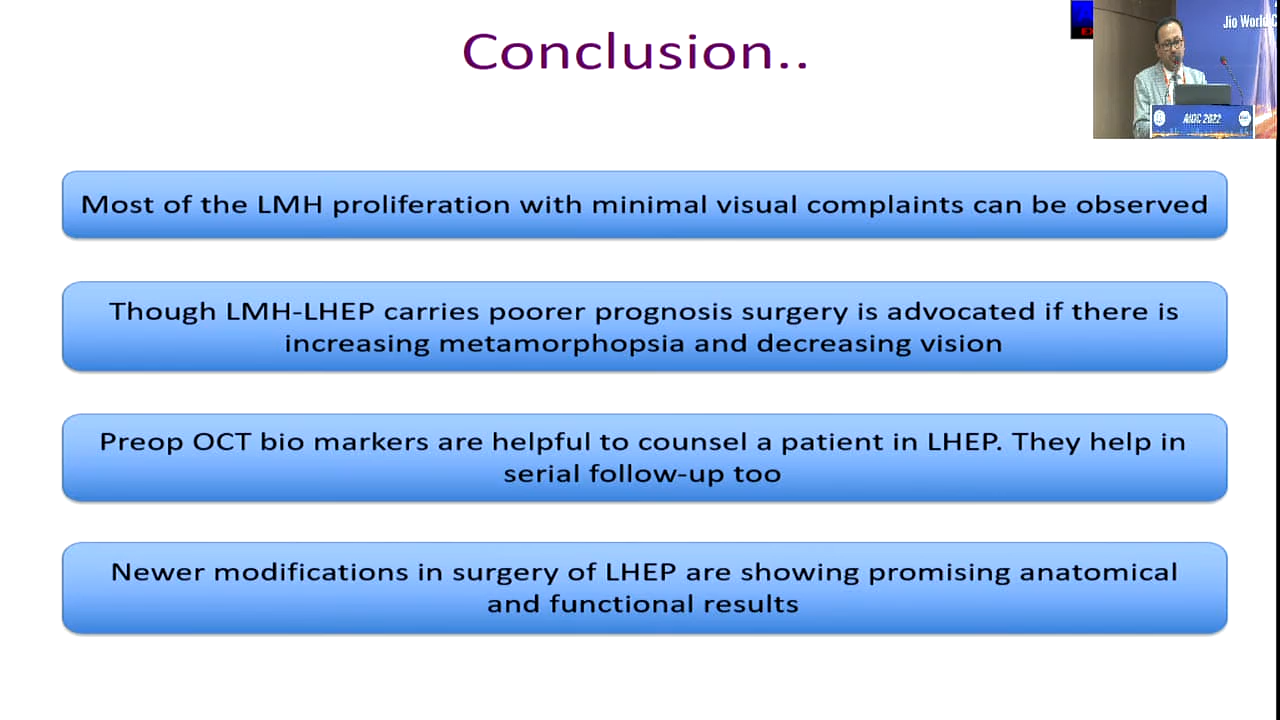 Conclusion..
Jio World C
AIOC 2022
Most of the LMH proliferation with minimal visual complaints can be observed
Though LMH-LHEP carries poorer prognosis surgery is advocated if there is
increasing metamorphopsia and decreasing vision
Preop OCT bio markers are helpful to counsel a patient in LHEP. They help in
serial follow-up too
Newer modifications in surgery of LHEP are showing promising anatomical
and functional results